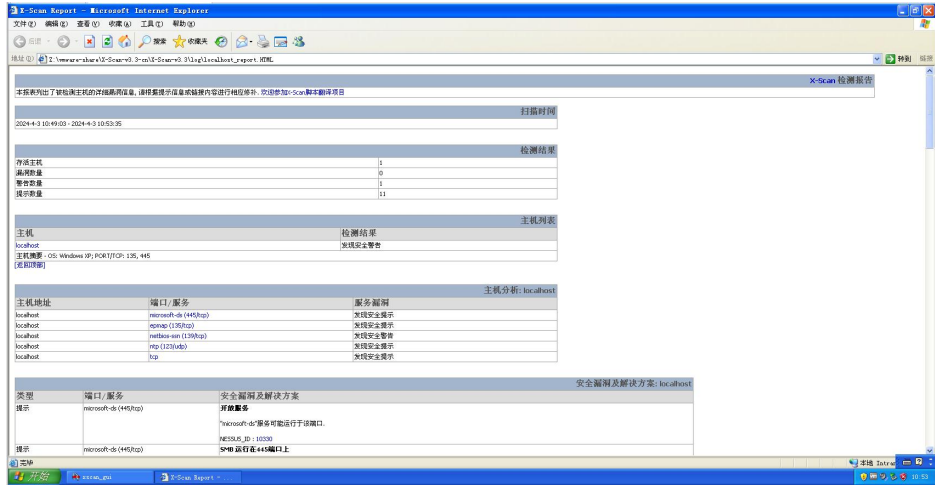 X-Scan Report - Microsoft Internet Explorer
文件(F) 编辑(E) 查看(V) 收藏(A) 工具(T) 帮助(H)
后退 搜索 收藏夹
地址(D) Z:\vmware-share\X-Scan-v3.3-cn\X-Scan-v3.3\log\localhost_report.HTML 转到 链接
X-Scan 检测报告
本报表列出了被检测主机的详细漏洞信息, 请根据提示信息或链接内容进行相应修补. 欢迎参加X-Scan脚本翻译项目
扫描时间
2024-4-3 10:49:03 - 2024-4-3 10:53:35
检测结果
存活主机 1
漏洞数量 0
警告数量 1
提示数量 11
主机列表
主机 检测结果
localhost 发现安全警告
主机摘要 - OS: Windows XP; PORT/TCP: 135, 445
[返回顶部]
主机分析: localhost
主机地址 端口/服务 服务漏洞
localhost microsoft-ds (445/tcp) 发现安全提示
localhost epmap (135/tcp) 发现安全提示
localhost netbios-ssn (139/tcp) 发现安全警告
localhost ntp (123/udp) 发现安全提示
localhost tcp 发现安全提示
安全漏洞及解决方案: localhost
类型 端口/服务 安全漏洞及解决方案
提示 microsoft-ds (445/tcp) 开放服务
"microsoft-ds"服务可能运行于该端口.
NESSUS_ID : 10330
提示 microsoft-ds (445/tcp) SMB 运行在445端口上
完毕 本地 Intran
开始 xscan_gui X-Scan Report - ... 10:53